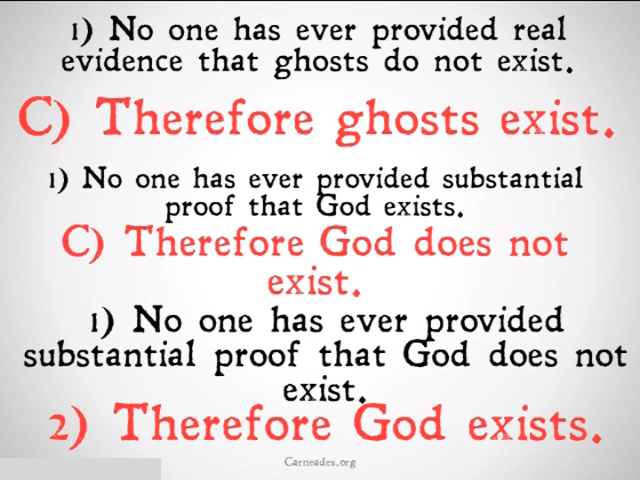 1) No one has ever provided real
evidence that ghosts do not exist.
C) Therefore ghosts exist.
1) No one has ever provided substantial
proof that God exists.
C) Therefore God does not
exist.
1) No one has ever provided
substantial proof that God does not
exist.
2) Therefore God exists.
Carneades.org